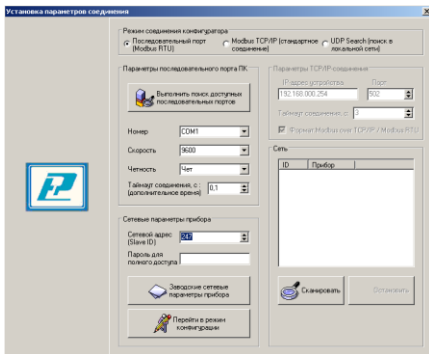 Установка параметров соединения
Режим соединения конфигуратора
Последовательный порт (Modbus RTU)
Modbus TCP/IP (стандартное соединение)
UDP Search (поиск в локальной сети)
Параметры последовательного порта ПК
Выполнить поиск доступных последовательных портов
Номер COM1
Скорость 9600
Четность Чет
Таймаут соединения, с : (дополнительное время) 0,1
Параметры TCP/IP соединения
IP адрес устройства Порт
192.168.000.254 502
Таймаут соединения, с 3
Формат Modbus over TCP/IP / Modbus RTU
Сеть
ID Прибор
Сетевые параметры прибора
Сетевой адрес (Slave ID) 247
Пароль для полного доступа
Заводские сетевые параметры прибора
Перейти в режим конфигурации
Сканировать
Остановить